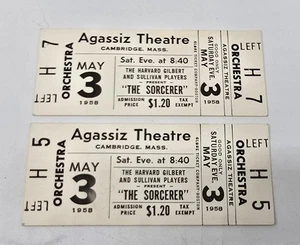 LEFT
H 7
ORCHESTRA
MAY
3
1958
Agassiz Theatre
CAMBRIDGE, MASS.
Sat. Eve. at 8:40
THE HARVARD GILBERT
AND SULLIVAN PLAYERS
PRESENT
"THE SORCERER"
ADMISSION
PRICE $1.20 TAX
EXEMPT
GOOD ONLY
SATURDAY EVE.
MAY
3
1958
AGASSIZ THEATRE
ORCHESTRA
LEFT
H 7
LEFT
H 5
ORCHESTRA
MAY
3
1958
Agassiz Theatre
CAMBRIDGE, MASS.
Sat. Eve. at 8:40
THE HARVARD GILBERT
AND SULLIVAN PLAYERS
PRESENT
"THE SORCERER"
ADMISSION
PRICE $1.20 TAX
EXEMPT
GOOD ONLY
SATURDAY EVE.
MAY
3
1958
AGASSIZ THEATRE
ORCHESTRA
LEFT
H 5